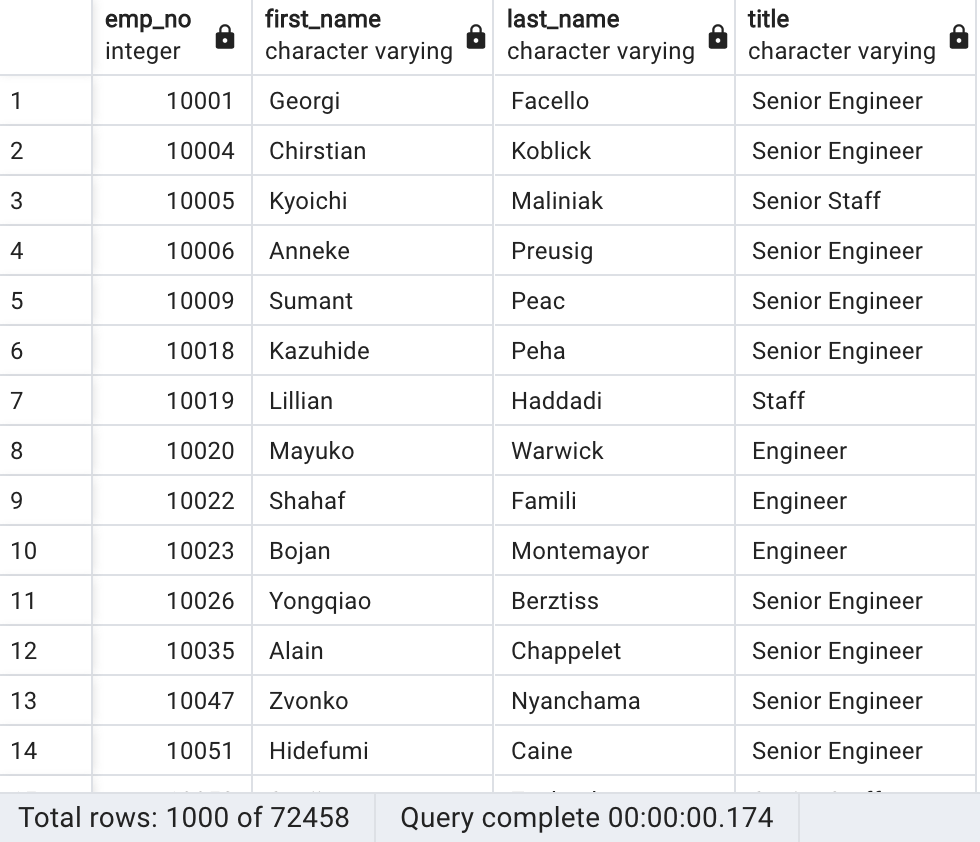 emp_no first_name last_name title
integer character varying character varying character varying
1 10001 Georgi Facello Senior Engineer
2 10004 Chirstian Koblick Senior Engineer
3 10005 Kyoichi Maliniak Senior Staff
4 10006 Anneke Preusig Senior Engineer
5 10009 Sumant Peac Senior Engineer
6 10018 Kazuhide Peha Senior Engineer
7 10019 Lillian Haddadi Staff
8 10020 Mayuko Warwick Engineer
9 10022 Shahaf Famili Engineer
10 10023 Bojan Montemayor Engineer
11 10026 Yongqiao Berztiss Senior Engineer
12 10035 Alain Chappelet Senior Engineer
13 10047 Zvonko Nyanchama Senior Engineer
14 10051 Hidefumi Caine Senior Engineer
Total rows: 1000 of 72458 Query complete 00:00:00.174